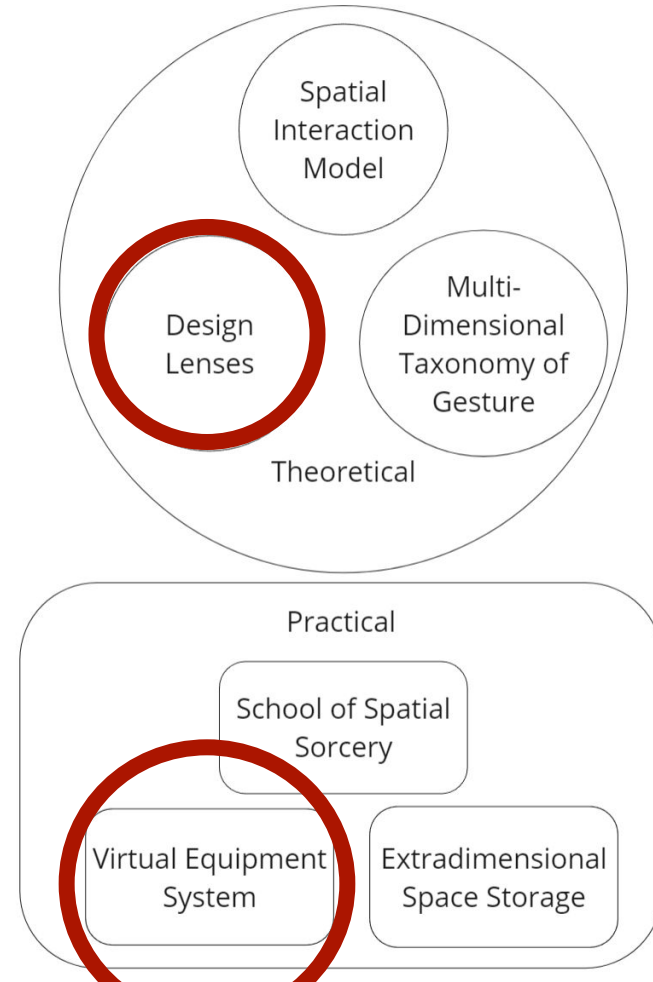 Spatial
Interaction
Model
Design
Lenses
Multi-
Dimensional
Taxonomy of
Gesture
Theoretical
Practical
School of Spatial
Sorcery
Virtual Equipment
System
Extradimensional
Space Storage